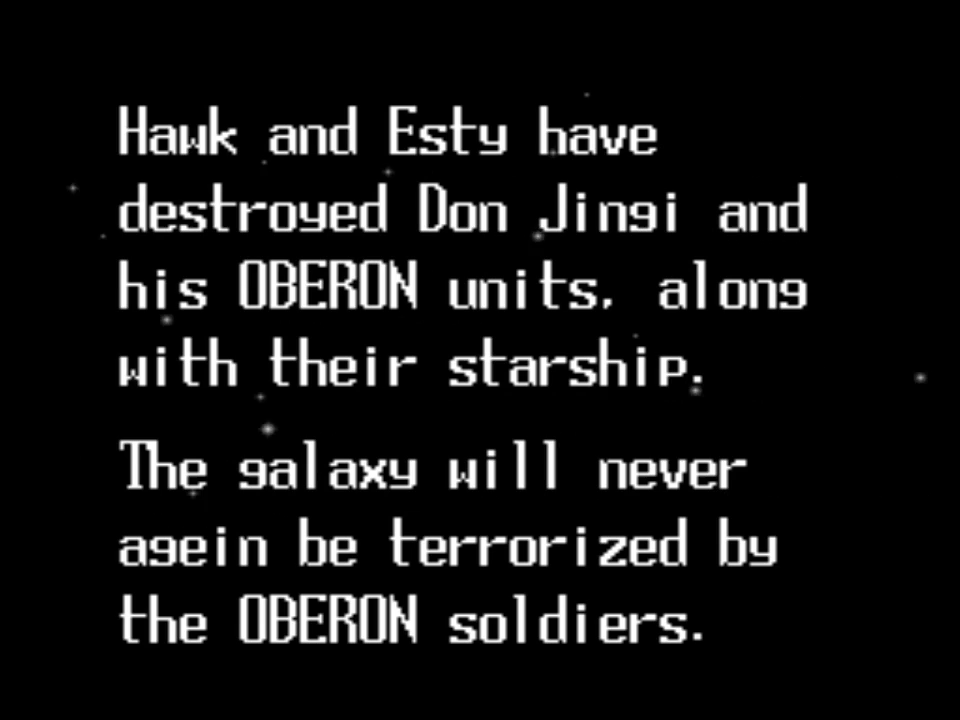 Hawk and Esty have
destroyed Don Jingi and
his OBERON units, along
with their starship.
The galaxy will never
agein be terrorized by
the OBERON soldiers.